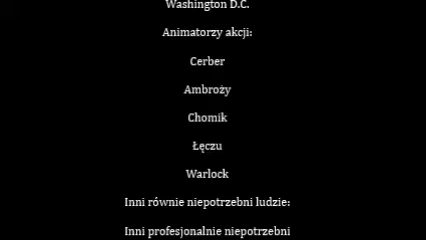 Washington D.C.
Animatorzy akcji:
Cerber
Ambroży
Chomik
Łęczu
Warlock
Inni równie niepotrzebni ludzie:
Inni profesjonalnie niepotrzebni